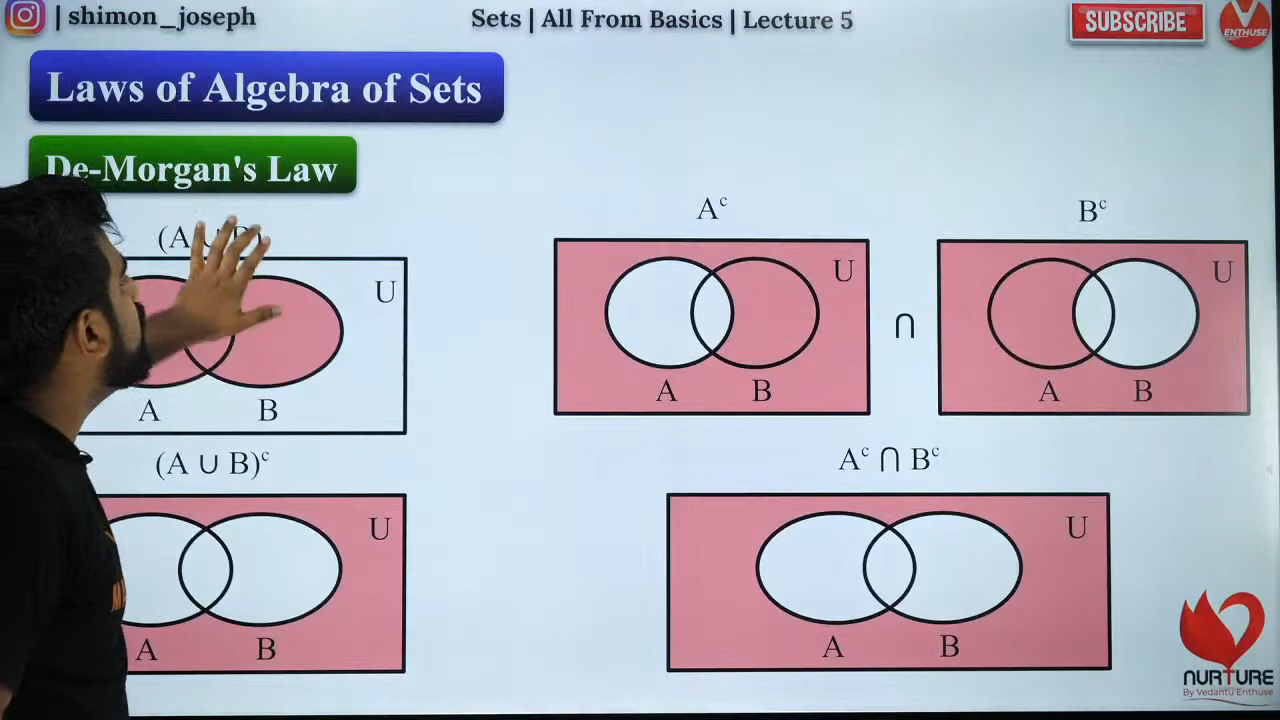 | shimon_joseph
Sets | All From Basics | Lecture 5
SUBSCRIBE
V
ENTHUSE
Laws of Algebra of Sets
De-Morgan's Law
(A ∪ B)
U
A B
Aᶜ
U
A B
∩
Bᶜ
U
A B
(A ∪ B)ᶜ
U
A B
Aᶜ ∩ Bᶜ
U
A B
NURTURE
By Vedantu Enthuse